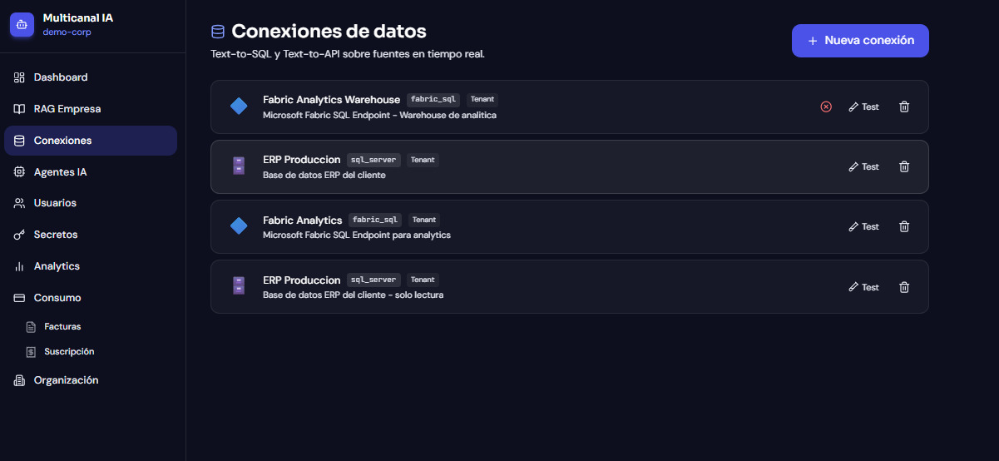 Multicanal IA
demo-corp
Dashboard
RAG Empresa
Conexiones
Agentes IA
Usuarios
Secretos
Analytics
Consumo
Facturas
Suscripción
Organización
Conexiones de datos
Text-to-SQL y Text-to-API sobre fuentes en tiempo real.
+ Nueva conexión
Fabric Analytics Warehouse fabric_sql Tenant
Microsoft Fabric SQL Endpoint - Warehouse de analitica
Test
ERP Produccion sql_server Tenant
Base de datos ERP del cliente
Test
Fabric Analytics fabric_sql Tenant
Microsoft Fabric SQL Endpoint para analytics
Test
ERP Produccion sql_server Tenant
Base de datos ERP del cliente - solo lectura
Test